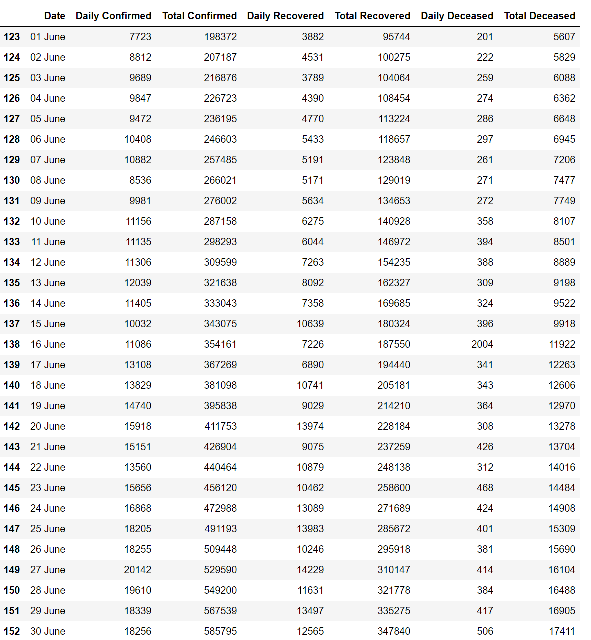 Date Daily Confirmed Total Confirmed Daily Recovered Total Recovered Daily Deceased Total Deceased
123 01 June 7723 198372 3882 95744 201 5607
124 02 June 8812 207187 4531 100275 222 5829
125 03 June 9689 216876 3789 104064 259 6088
126 04 June 9847 226723 4390 108454 274 6362
127 05 June 9472 236195 4770 113224 286 6648
128 06 June 10408 246603 5433 118657 297 6945
129 07 June 10882 257485 5191 123848 261 7206
130 08 June 8536 266021 5171 129019 271 7477
131 09 June 9981 276002 5634 134653 272 7749
132 10 June 11156 287158 6275 140928 358 8107
133 11 June 11135 298293 6044 146972 394 8501
134 12 June 11306 309599 7263 154235 388 8889
135 13 June 12039 321638 8092 162327 309 9198
136 14 June 11405 333043 7358 169685 324 9522
137 15 June 10032 343075 10639 180324 396 9918
138 16 June 11086 354161 7226 187550 2004 11922
139 17 June 13108 367269 6890 194440 341 12263
140 18 June 13829 381098 10741 205181 343 12606
141 19 June 14740 395838 9029 214210 364 12970
142 20 June 15918 411753 13974 228184 308 13278
143 21 June 15151 426904 9075 237259 426 13704
144 22 June 13560 440464 10879 248138 312 14016
145 23 June 15656 456120 10462 258600 468 14484
146 24 June 16868 472988 13089 271689 424 14908
147 25 June 18205 491193 13983 285672 401 15309
148 26 June 18255 509448 10246 295918 381 15690
149 27 June 20142 529590 14229 310147 414 16104
150 28 June 19610 549200 11631 321778 384 16488
151 29 June 18339 567539 13497 335275 417 16905
152 30 June 18256 585795 12565 347840 506 17411